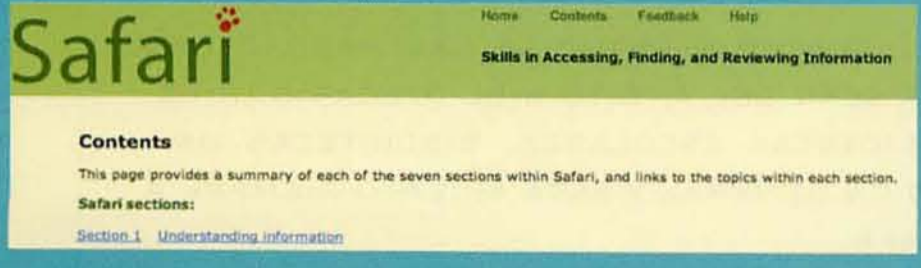 Safari
Home Contents Feedback Help
Skills in Accessing, Finding, and Reviewing Information
Contents
This page provides a summary of each of the seven sections within Safari, and links to the topics within each section.
Safari sections:
Section 1 Understanding information